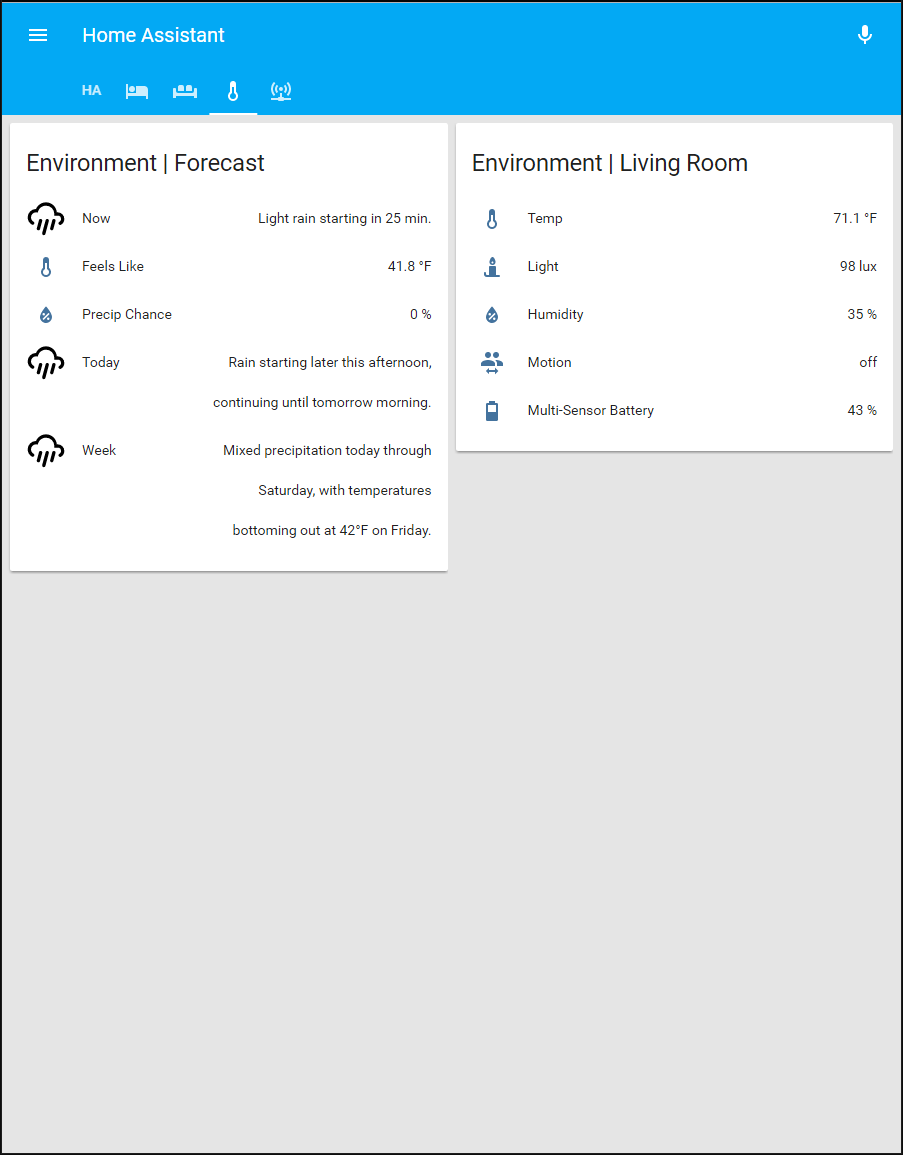 Home Assistant
HA
Environment | Forecast
Now Light rain starting in 25 min.
Feels Like 41.8 °F
Precip Chance 0 %
Today Rain starting later this afternoon,
continuing until tomorrow morning.
Week Mixed precipitation today through
Saturday, with temperatures
bottoming out at 42°F on Friday.
Environment | Living Room
Temp 71.1 °F
Light 98 lux
Humidity 35 %
Motion off
Multi-Sensor Battery 43 %